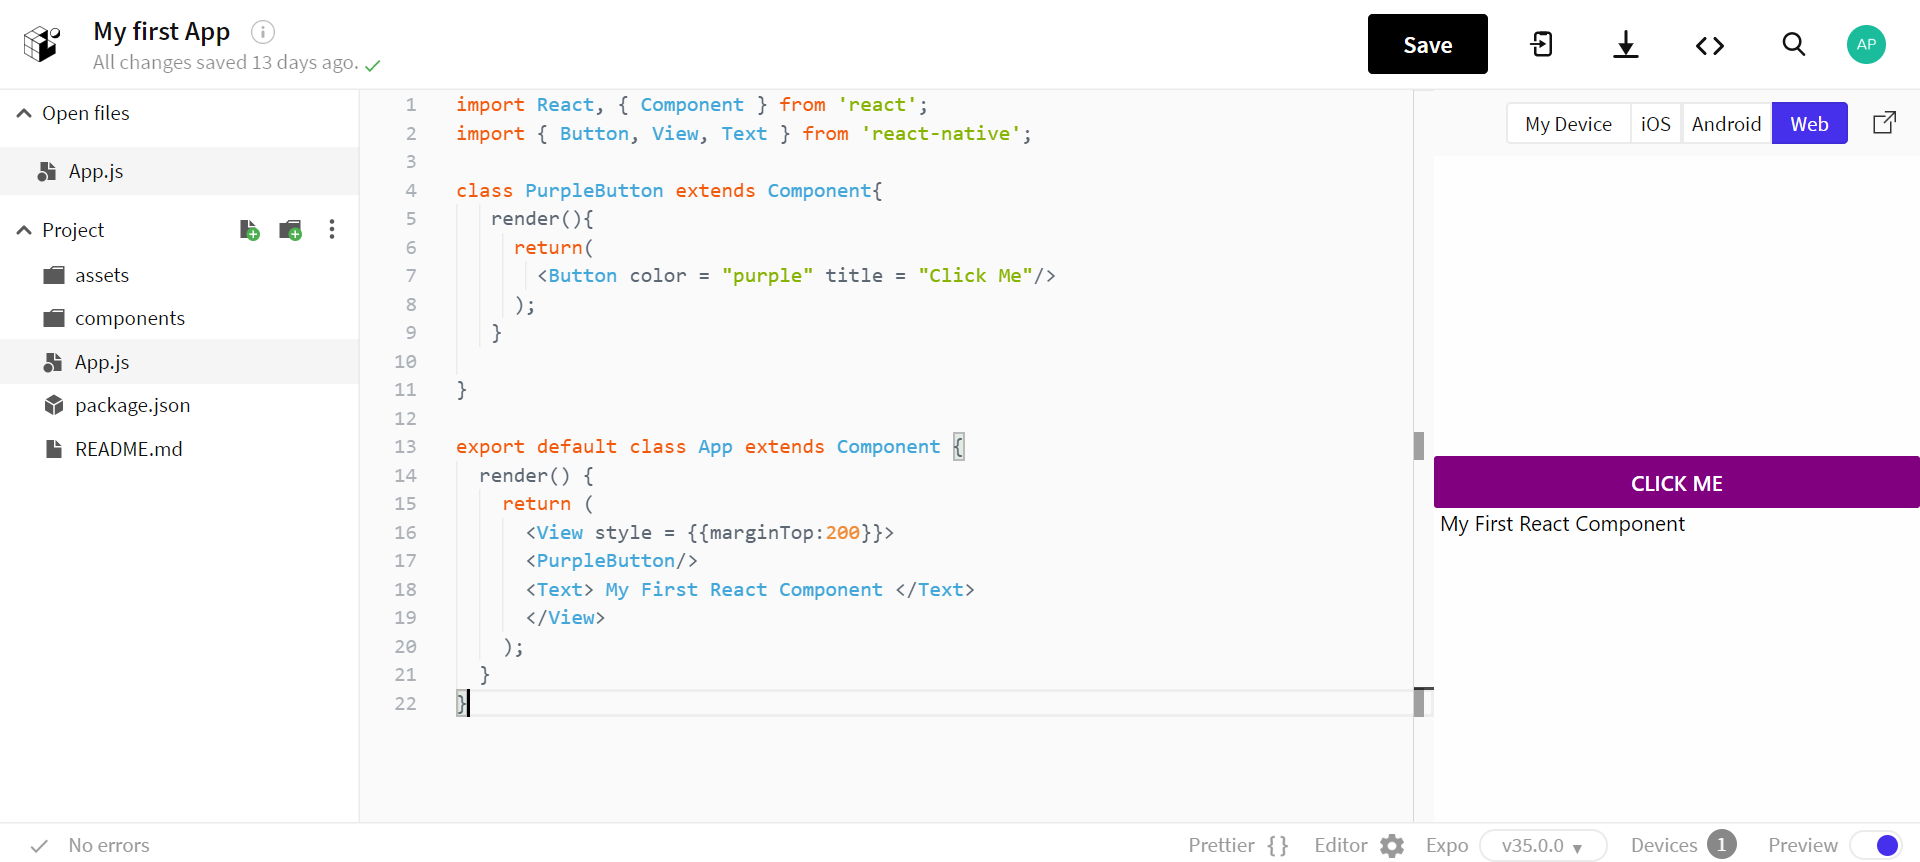 My first App
All changes saved 13 days ago.
Save
AP
Open files
App.js
Project
assets
components
App.js
package.json
README.md
1 import React, { Component } from 'react';
2 import { Button, View, Text } from 'react-native';
3
4 class PurpleButton extends Component{
5 render(){
6 return(
7 <Button color = "purple" title = "Click Me"/>
8 );
9 }
10
11 }
12
13 export default class App extends Component {
14 render() {
15 return (
16 <View style = {{marginTop:200}}>
17 <PurpleButton/>
18 <Text> My First React Component </Text>
19 </View>
20 );
21 }
22 }
My Device iOS Android Web
CLICK ME
My First React Component
No errors
Prettier {} Editor Expo v35.0.0 Devices 1 Preview